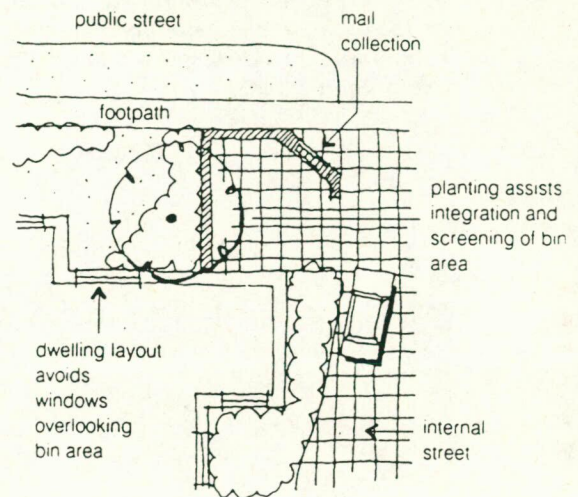 public street
mail
collection
footpath
planting assists
integration and
screening of bin
area
dwelling layout
avoids
windows
overlooking
bin area
internal
street